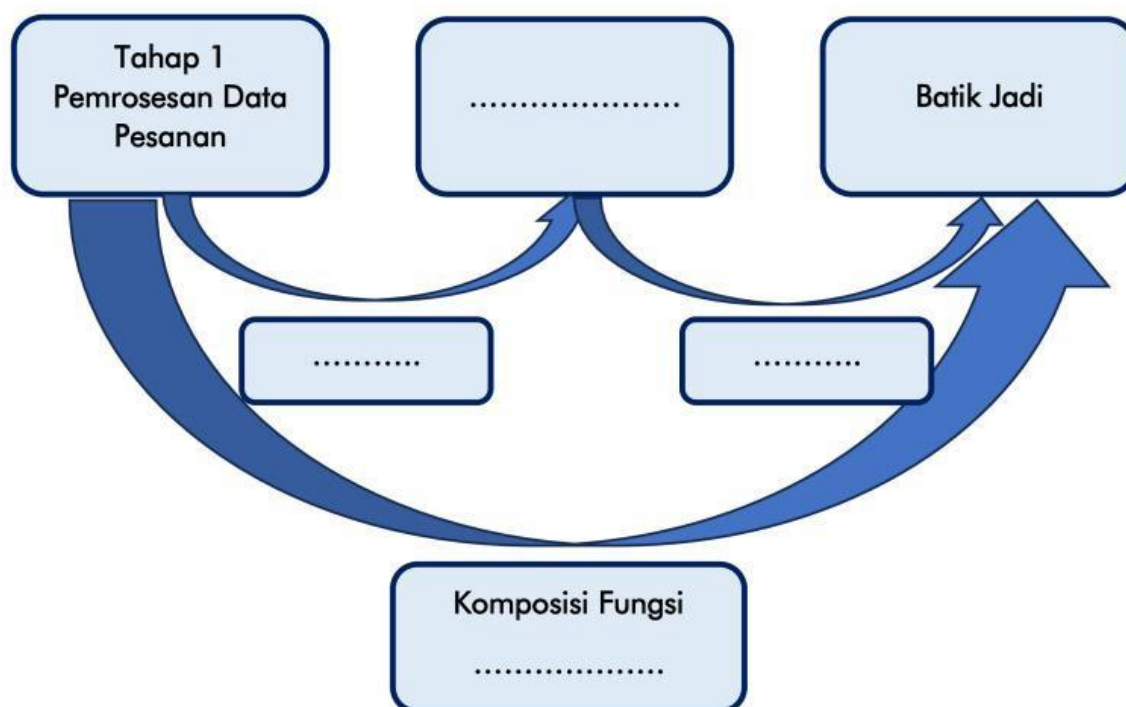 Tahap 1
Pemrosesan Data
Pesanan
.....................
Batik Jadi
...........
...........
Komposisi Fungsi
...................